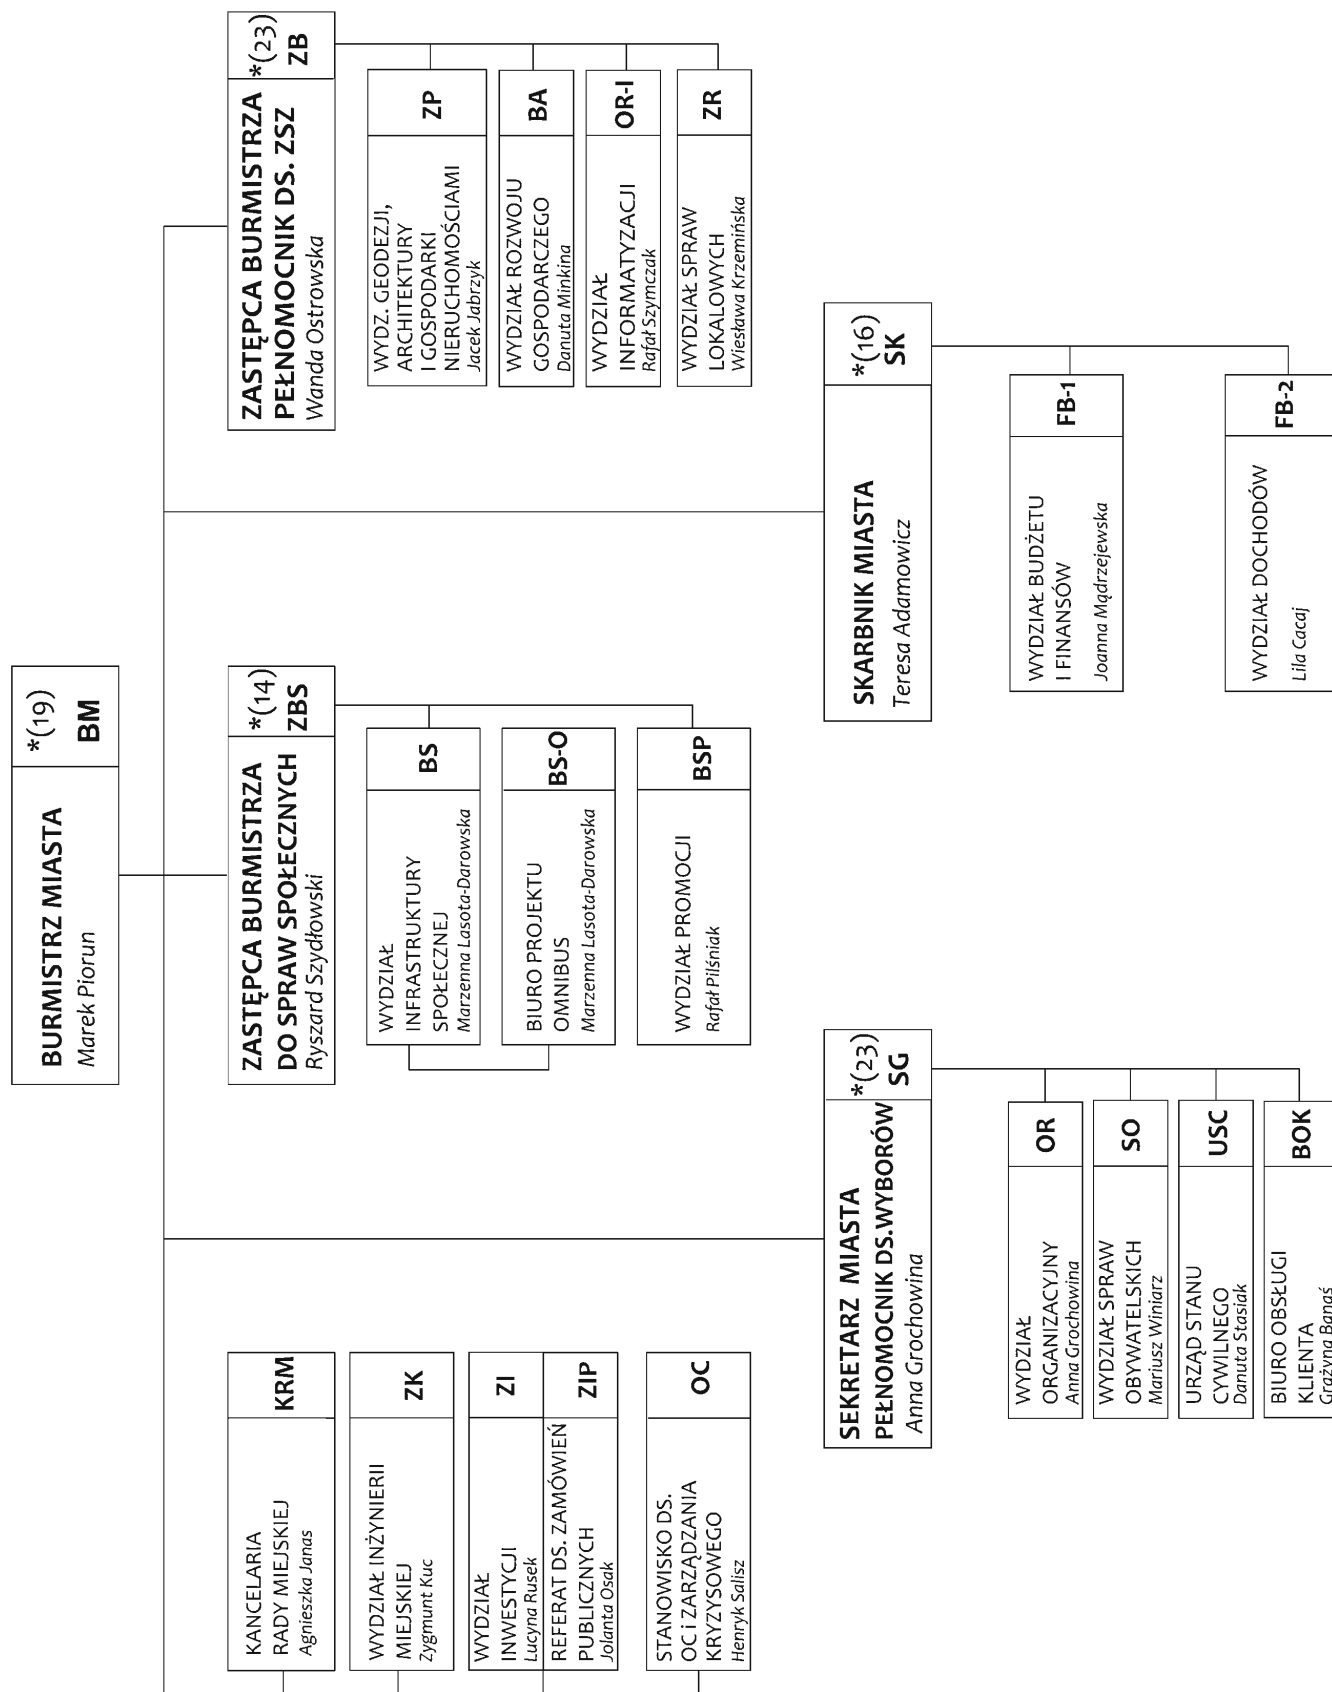 BURMISTRZ MIASTA
Marek Piorun
*(19)
BM
ZASTĘPCA BURMISTRZA
DO SPRAW SPOŁECZNYCH
Ryszard Szydłowski
*(14)
ZBS
ZASTĘPCA BURMISTRZA
PEŁNOMOCNIK DS. ZSZ
Wanda Ostrowska
*(23)
ZB
KANCELARIA
RADY MIEJSKIEJ
Agnieszka Janas
KRM
WYDZIAŁ INŻYNIERII
MIEJSKIEJ
Zygmunt Kuc
ZK
WYDZIAŁ
INWESTYCJI
Lucyna Rusek
ZI
REFERAT DS. ZAMÓWIEŃ
PUBLICZNYCH
Jolanta Osak
ZIP
STANOWISKO DS.
OC i ZARZĄDZANIA
KRYZYSOWEGO
Henryk Salisz
OC
WYDZIAŁ
INFRASTRUKTURY
SPOŁECZNEJ
Marzenna Lasota-Darowska
BS
BIURO PROJEKTU
OMNIBUS
Marzenna Lasota-Darowska
BS-O
WYDZIAŁ PROMOCJI
Rafał Pilśniak
BSP
WYDZ. GEODEZJI,
ARCHITEKTURY
I GOSPODARKI
NIERUCHOMOŚCIAMI
Jacek Jabrzyk
ZP
WYDZIAŁ ROZWOJU
GOSPODARCZEGO
Danuta Minkina
BA
WYDZIAŁ
INFORMATYZACJI
Rafał Szymczak
OR-I
WYDZIAŁ SPRAW
LOKALOWYCH
Wiesława Krzemińska
ZR
SEKRETARZ MIASTA
PEŁNOMOCNIK DS.WYBORÓW
Anna Grochowina
*(23)
SG
SKARBNIK MIASTA
Teresa Adamowicz
*(16)
SK
WYDZIAŁ
ORGANIZACYJNY
Anna Grochowina
OR
WYDZIAŁ SPRAW
OBYWATELSKICH
Mariusz Winiarz
SO
URZĄD STANU
CYWILNEGO
Danuta Stasiak
USC
BIURO OBSŁUGI
KLIENTA
Grażyna Banaś
BOK
WYDZIAŁ BUDŻETU
I FINANSÓW
Joanna Mądrzejewska
FB-1
WYDZIAŁ DOCHODÓW
Lila Cacaj
FB-2